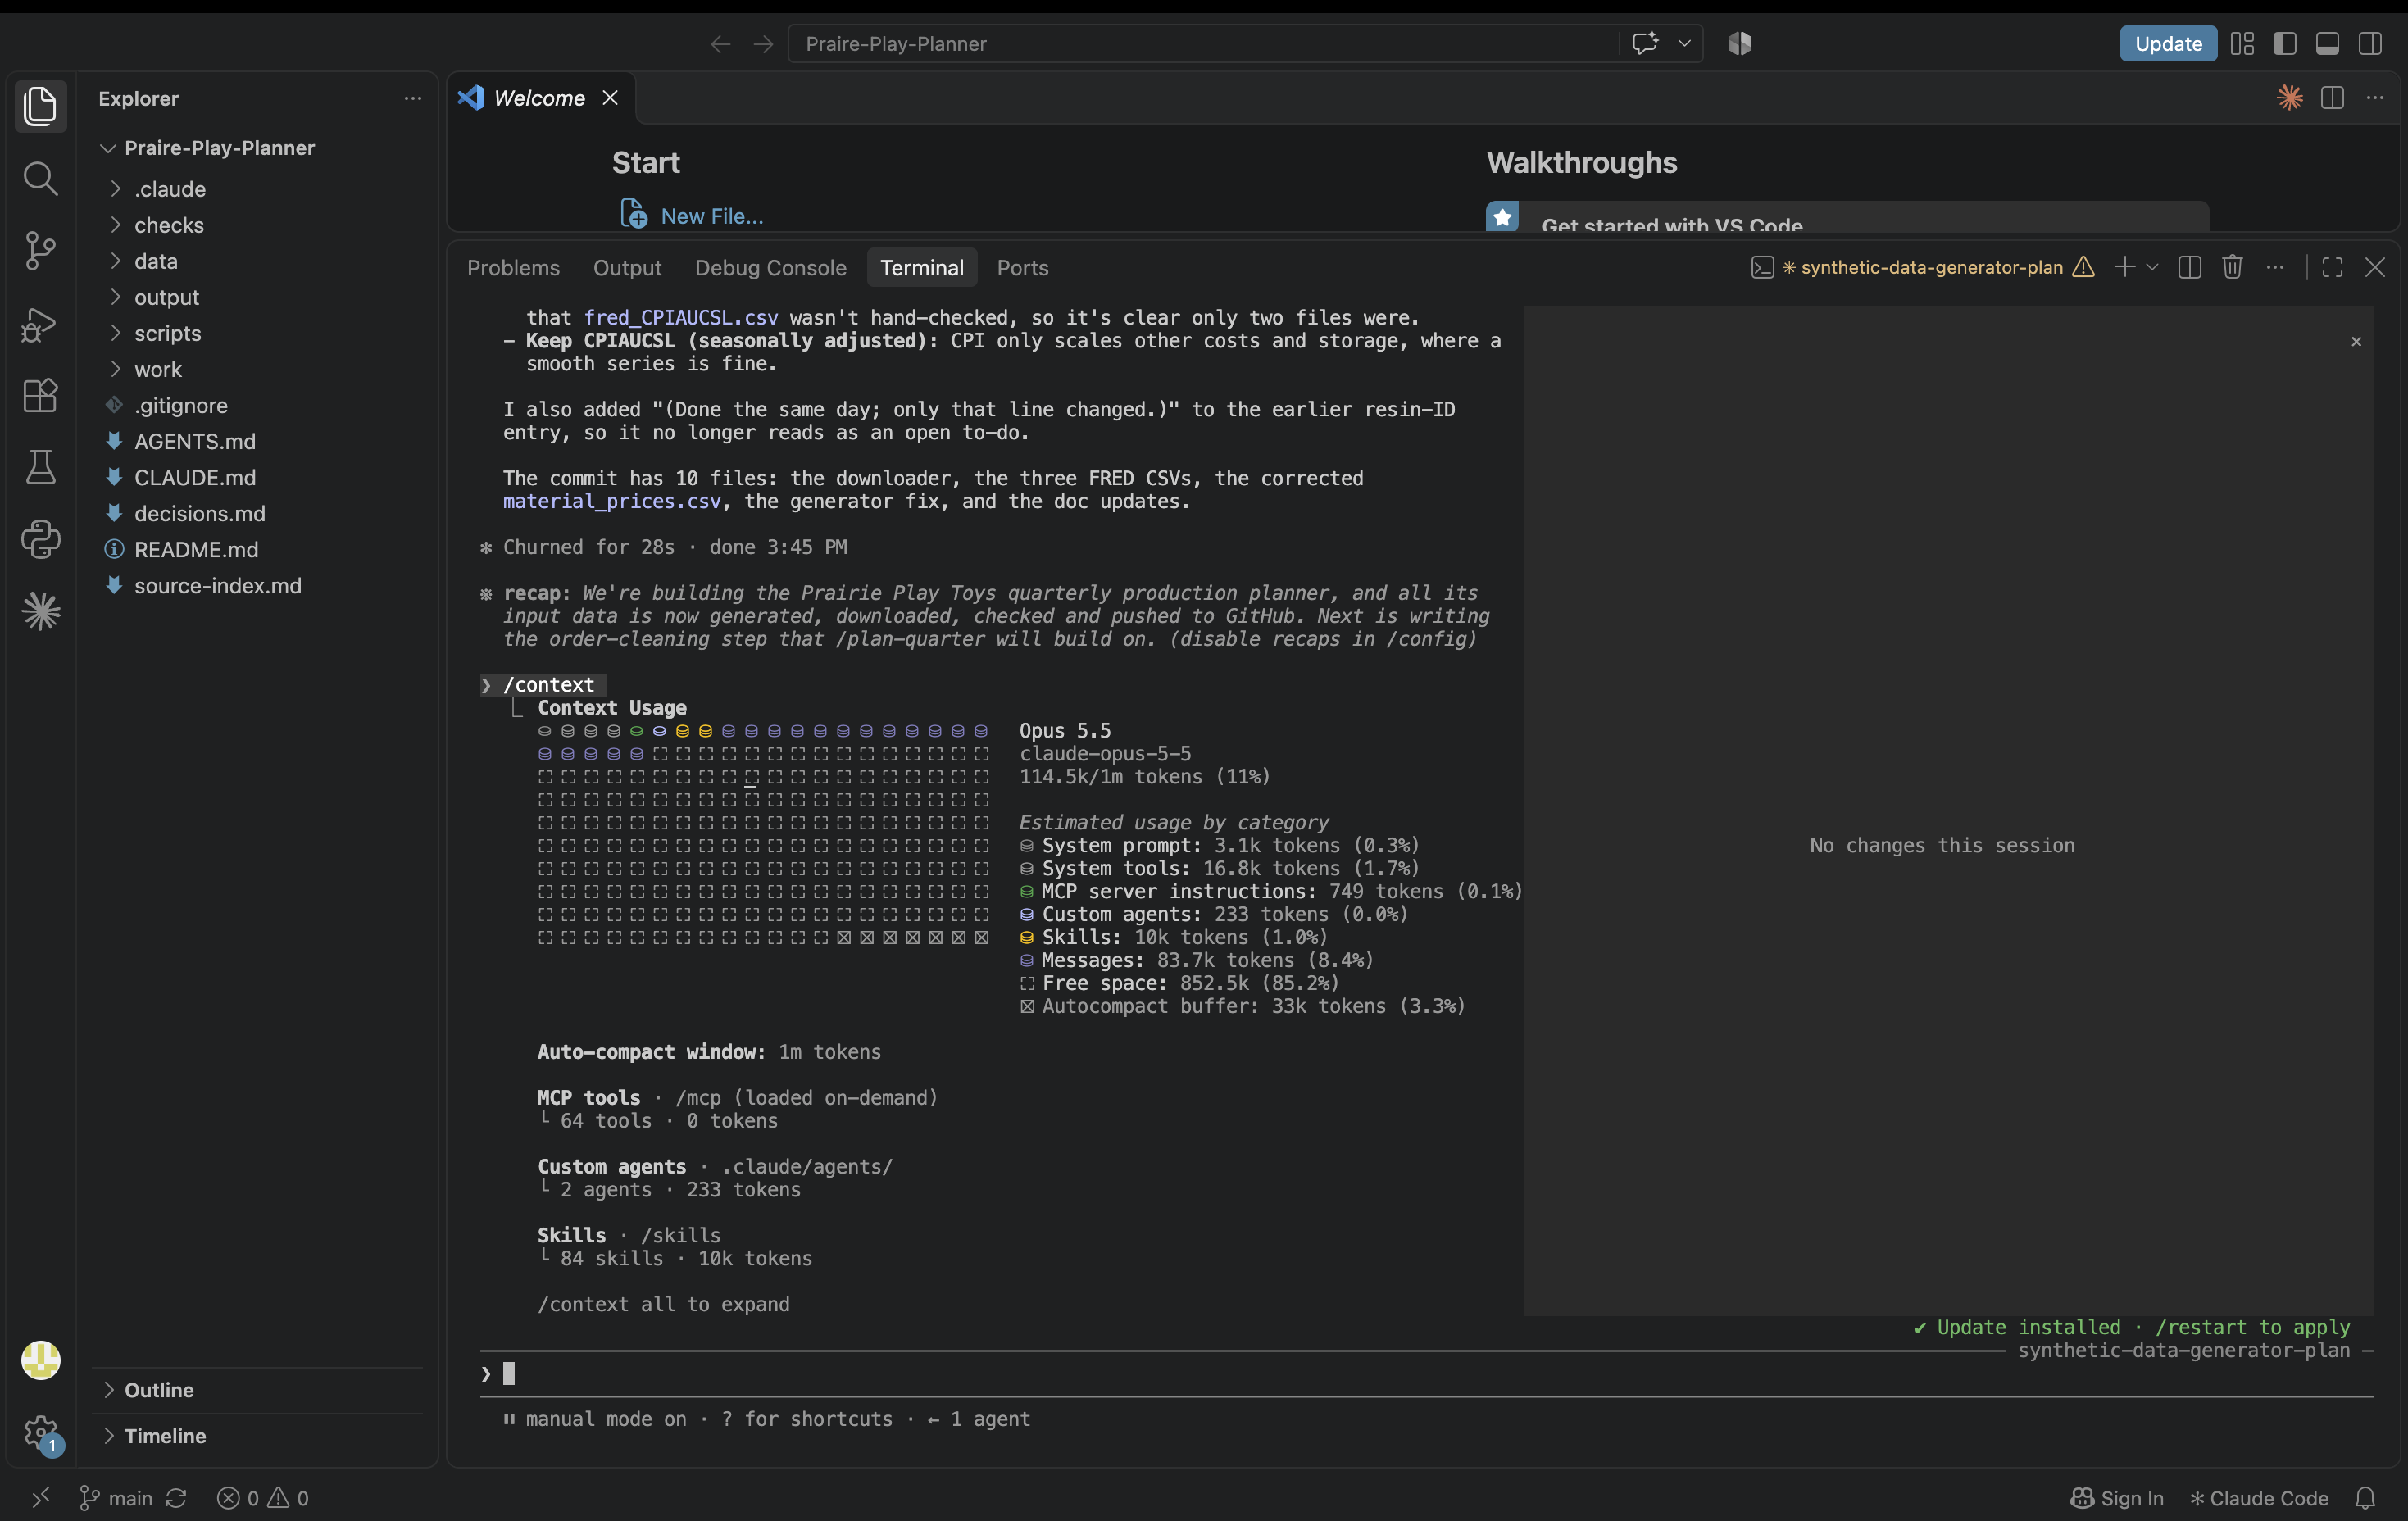 Praire-Play-Planner
Update
Explorer
Praire-Play-Planner
.claude
checks
data
output
scripts
work
.gitignore
AGENTS.md
CLAUDE.md
decisions.md
README.md
source-index.md
Outline
Timeline
Welcome
Start
New File...
Walkthroughs
Get started with VS Code
Problems Output Debug Console Terminal Ports
synthetic-data-generator-plan
that fred_CPIAUCSL.csv wasn't hand-checked, so it's clear only two files were.
- Keep CPIAUCSL (seasonally adjusted): CPI only scales other costs and storage, where a
smooth series is fine.
I also added "(Done the same day; only that line changed.)" to the earlier resin-ID
entry, so it no longer reads as an open to-do.
The commit has 10 files: the downloader, the three FRED CSVs, the corrected
material_prices.csv, the generator fix, and the doc updates.
✻ Churned for 28s · done 3:45 PM
※ recap: We're building the Prairie Play Toys quarterly production planner, and all its
input data is now generated, downloaded, checked and pushed to GitHub. Next is writing
the order-cleaning step that /plan-quarter will build on. (disable recaps in /config)
❯ /context
Context Usage
Opus 5.5
claude-opus-5-5
114.5k/1m tokens (11%)
Estimated usage by category
System prompt: 3.1k tokens (0.3%)
System tools: 16.8k tokens (1.7%)
MCP server instructions: 749 tokens (0.1%)
Custom agents: 233 tokens (0.0%)
Skills: 10k tokens (1.0%)
Messages: 83.7k tokens (8.4%)
Free space: 852.5k (85.2%)
Autocompact buffer: 33k tokens (3.3%)
Auto-compact window: 1m tokens
MCP tools · /mcp (loaded on-demand)
└ 64 tools · 0 tokens
Custom agents · .claude/agents/
└ 2 agents · 233 tokens
Skills · /skills
└ 84 skills · 10k tokens
/context all to expand
No changes this session
✔ Update installed · /restart to apply
synthetic-data-generator-plan
❯
manual mode on · ? for shortcuts · ← 1 agent
1
main 0 0
Sign In Claude Code